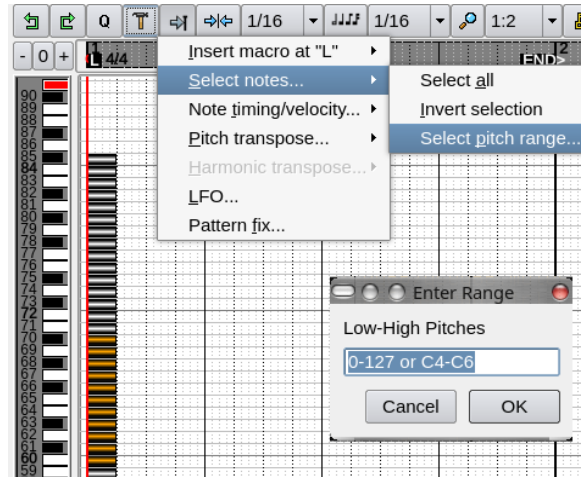 Q T 1/16 1/16 1:2
- 0 + 1 L 4/4 END> 2
Insert macro at "L"
Select notes...
Select all
Note timing/velocity...
Invert selection
Pitch transpose...
Select pitch range...
Harmonic transpose...
LFO...
Pattern fix...
90
89
88
87
86
85
84
83
82
81
80
79
78
77
76
75
74
73
72
71
70
69
68
67
66
65
64
63
62
61
60
59
Enter Range
Low-High Pitches
0-127 or C4-C6
Cancel OK